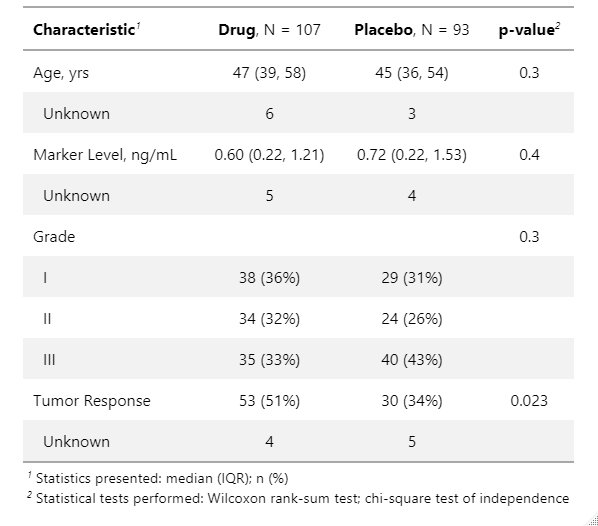 Characteristic¹ Drug, N = 107 Placebo, N = 93 p-value²
Age, yrs 47 (39, 58) 45 (36, 54) 0.3
Unknown 6 3
Marker Level, ng/mL 0.60 (0.22, 1.21) 0.72 (0.22, 1.53) 0.4
Unknown 5 4
Grade 0.3
I 38 (36%) 29 (31%)
II 34 (32%) 24 (26%)
III 35 (33%) 40 (43%)
Tumor Response 53 (51%) 30 (34%) 0.023
Unknown 4 5
¹ Statistics presented: median (IQR); n (%)
² Statistical tests performed: Wilcoxon rank-sum test; chi-square test of independence